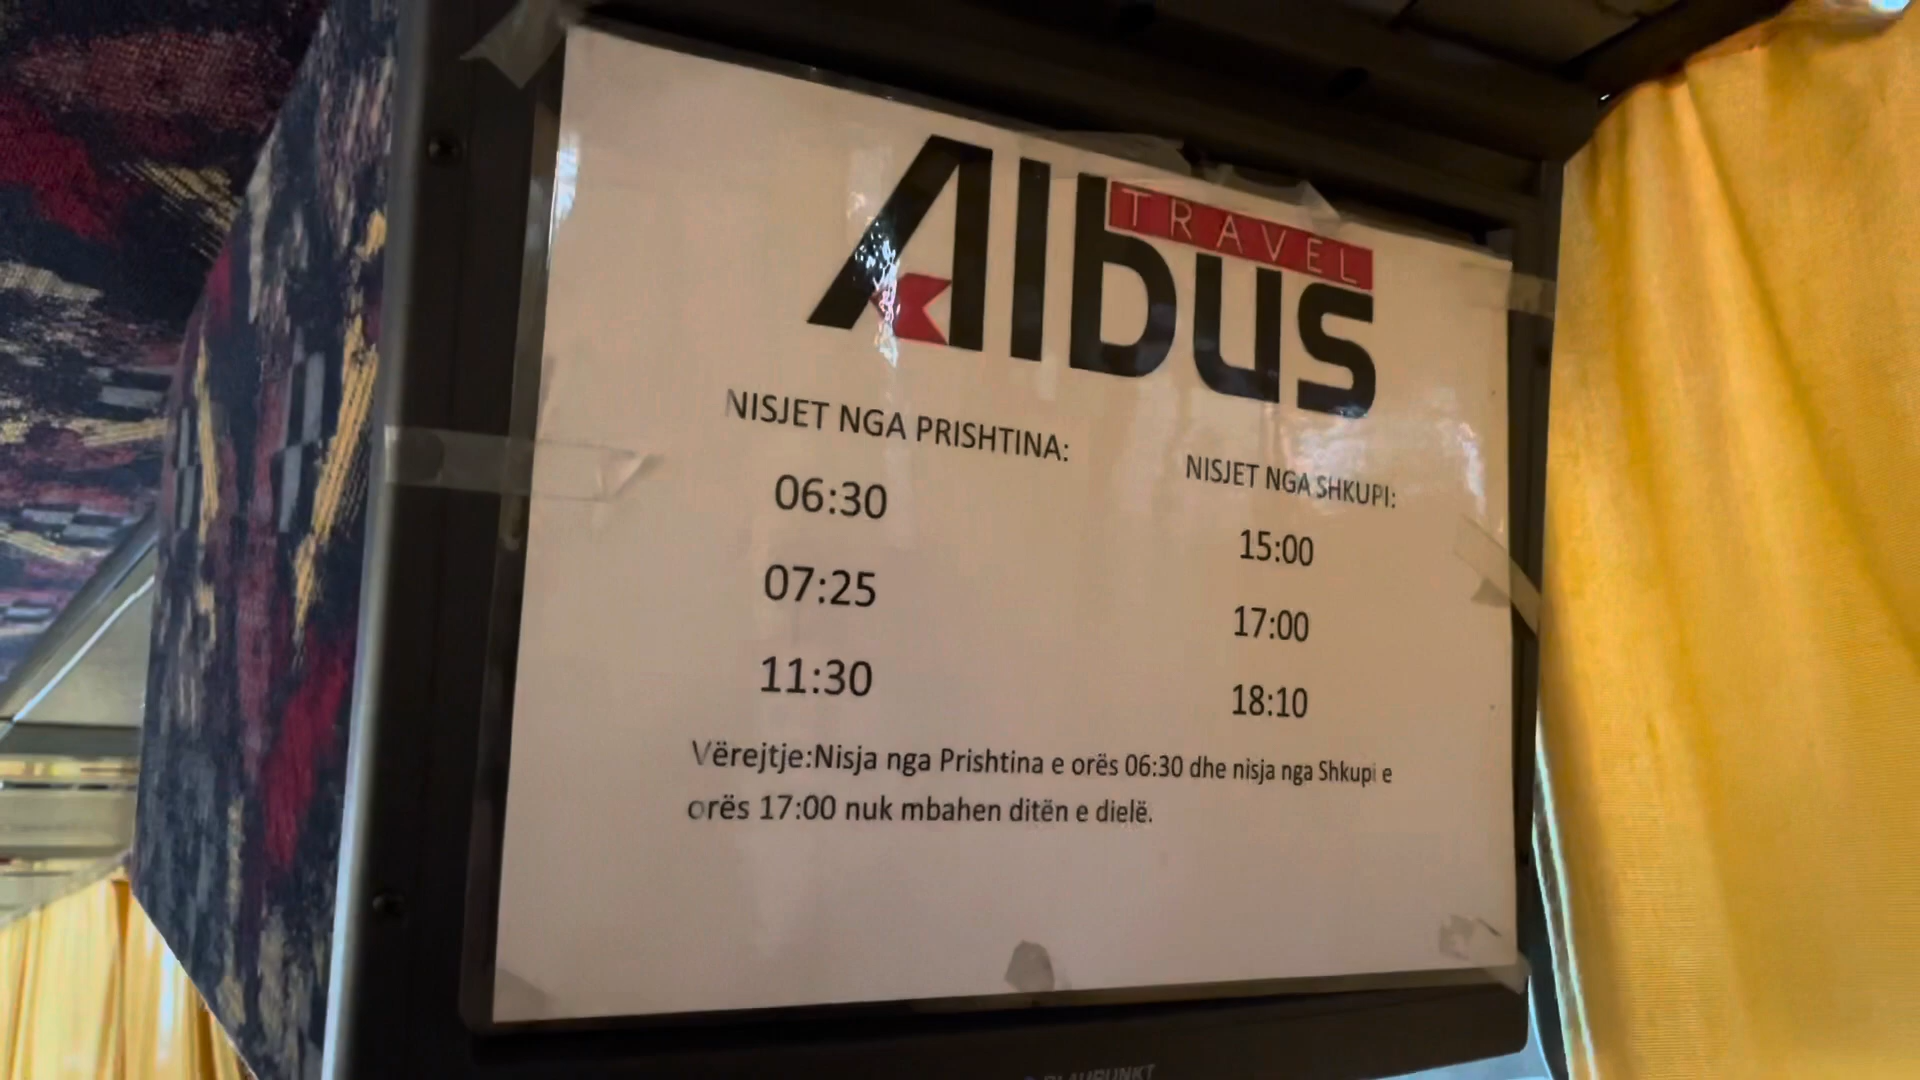 Albus
TRAVEL
NISJET NGA PRISHTINA:
06:30
07:25
11:30
NISJET NGA SHKUPI:
15:00
17:00
18:10
Vërejtje:Nisja nga Prishtina e orës 06:30 dhe nisja nga Shkupi e
orës 17:00 nuk mbahen ditën e dielë.
BLAUPUNKT